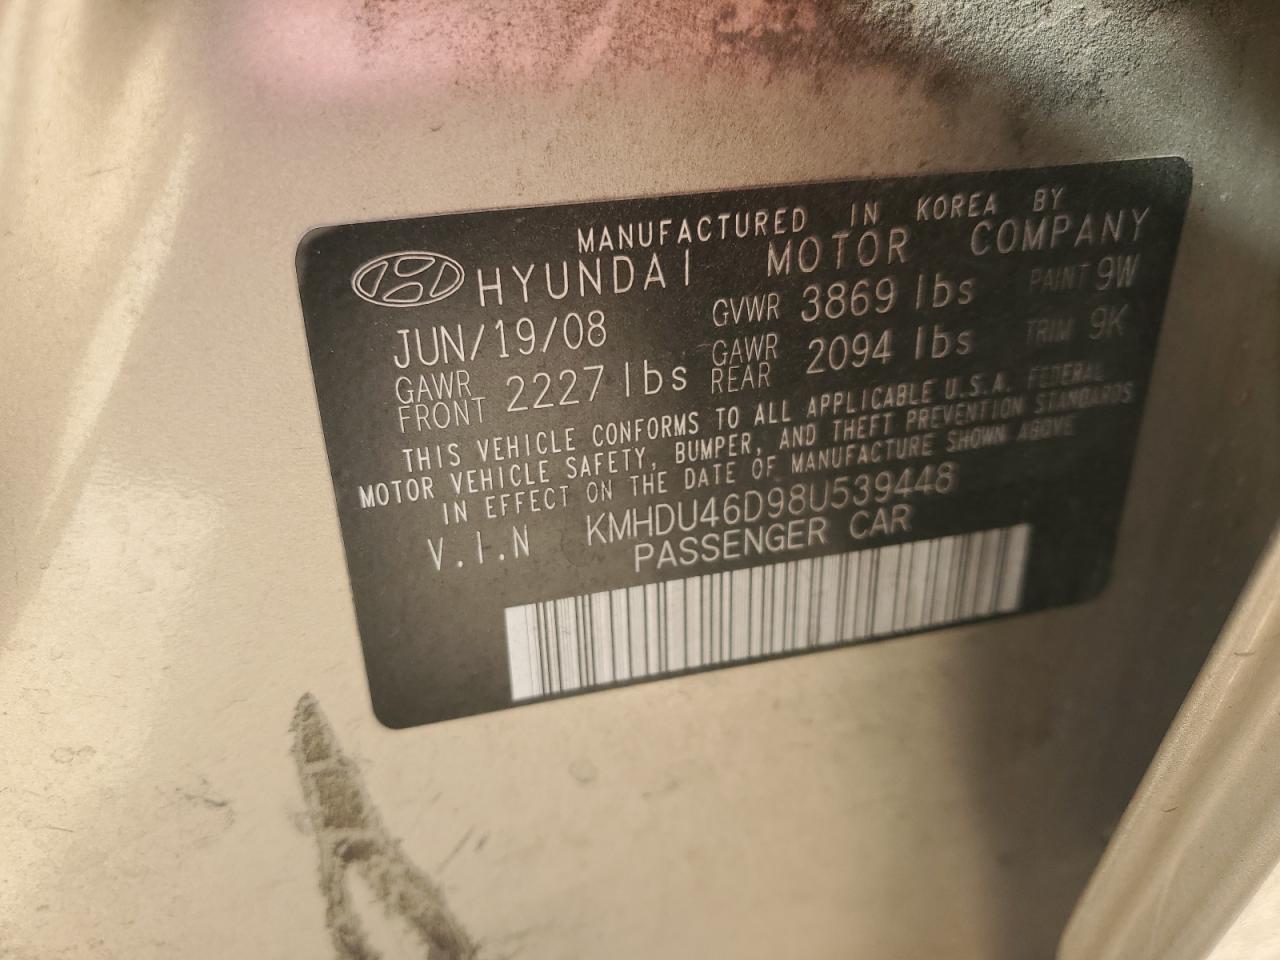 MANUFACTURED IN KOREA BY
HYUNDAI MOTOR COMPANY
JUN/19/08 GVWR 3869 lbs PAINT 9W
GAWR FRONT 2227 lbs GAWR REAR 2094 lbs TRIM 9K
THIS VEHICLE CONFORMS TO ALL APPLICABLE U.S.A. FEDERAL
MOTOR VEHICLE SAFETY, BUMPER, AND THEFT PREVENTION STANDARDS
IN EFFECT ON THE DATE OF MANUFACTURE SHOWN ABOVE
V.I.N KMHDU46D98U539448
PASSENGER CAR